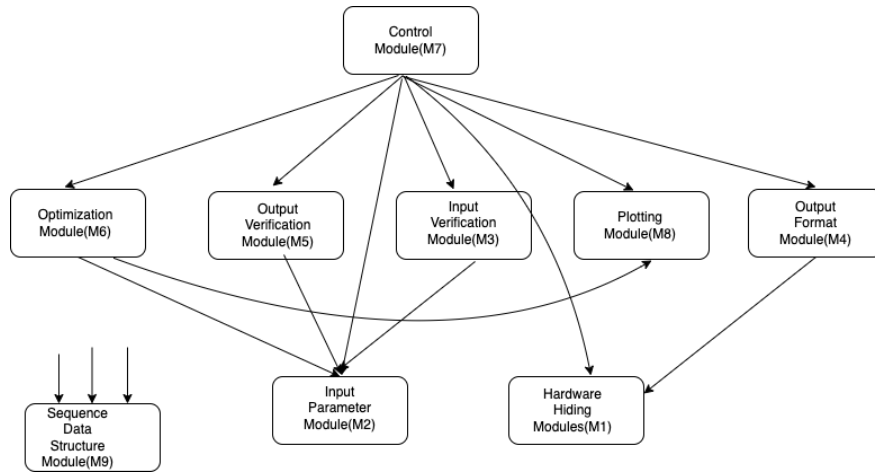 Control
Module(M7)
Optimization
Module(M6)
Output
Verification
Module(M5)
Input
Verification
Module(M3)
Plotting
Module(M8)
Output
Format
Module(M4)
Sequence
Data
Structure
Module(M9)
Input
Parameter
Module(M2)
Hardware
Hiding
Modules(M1)